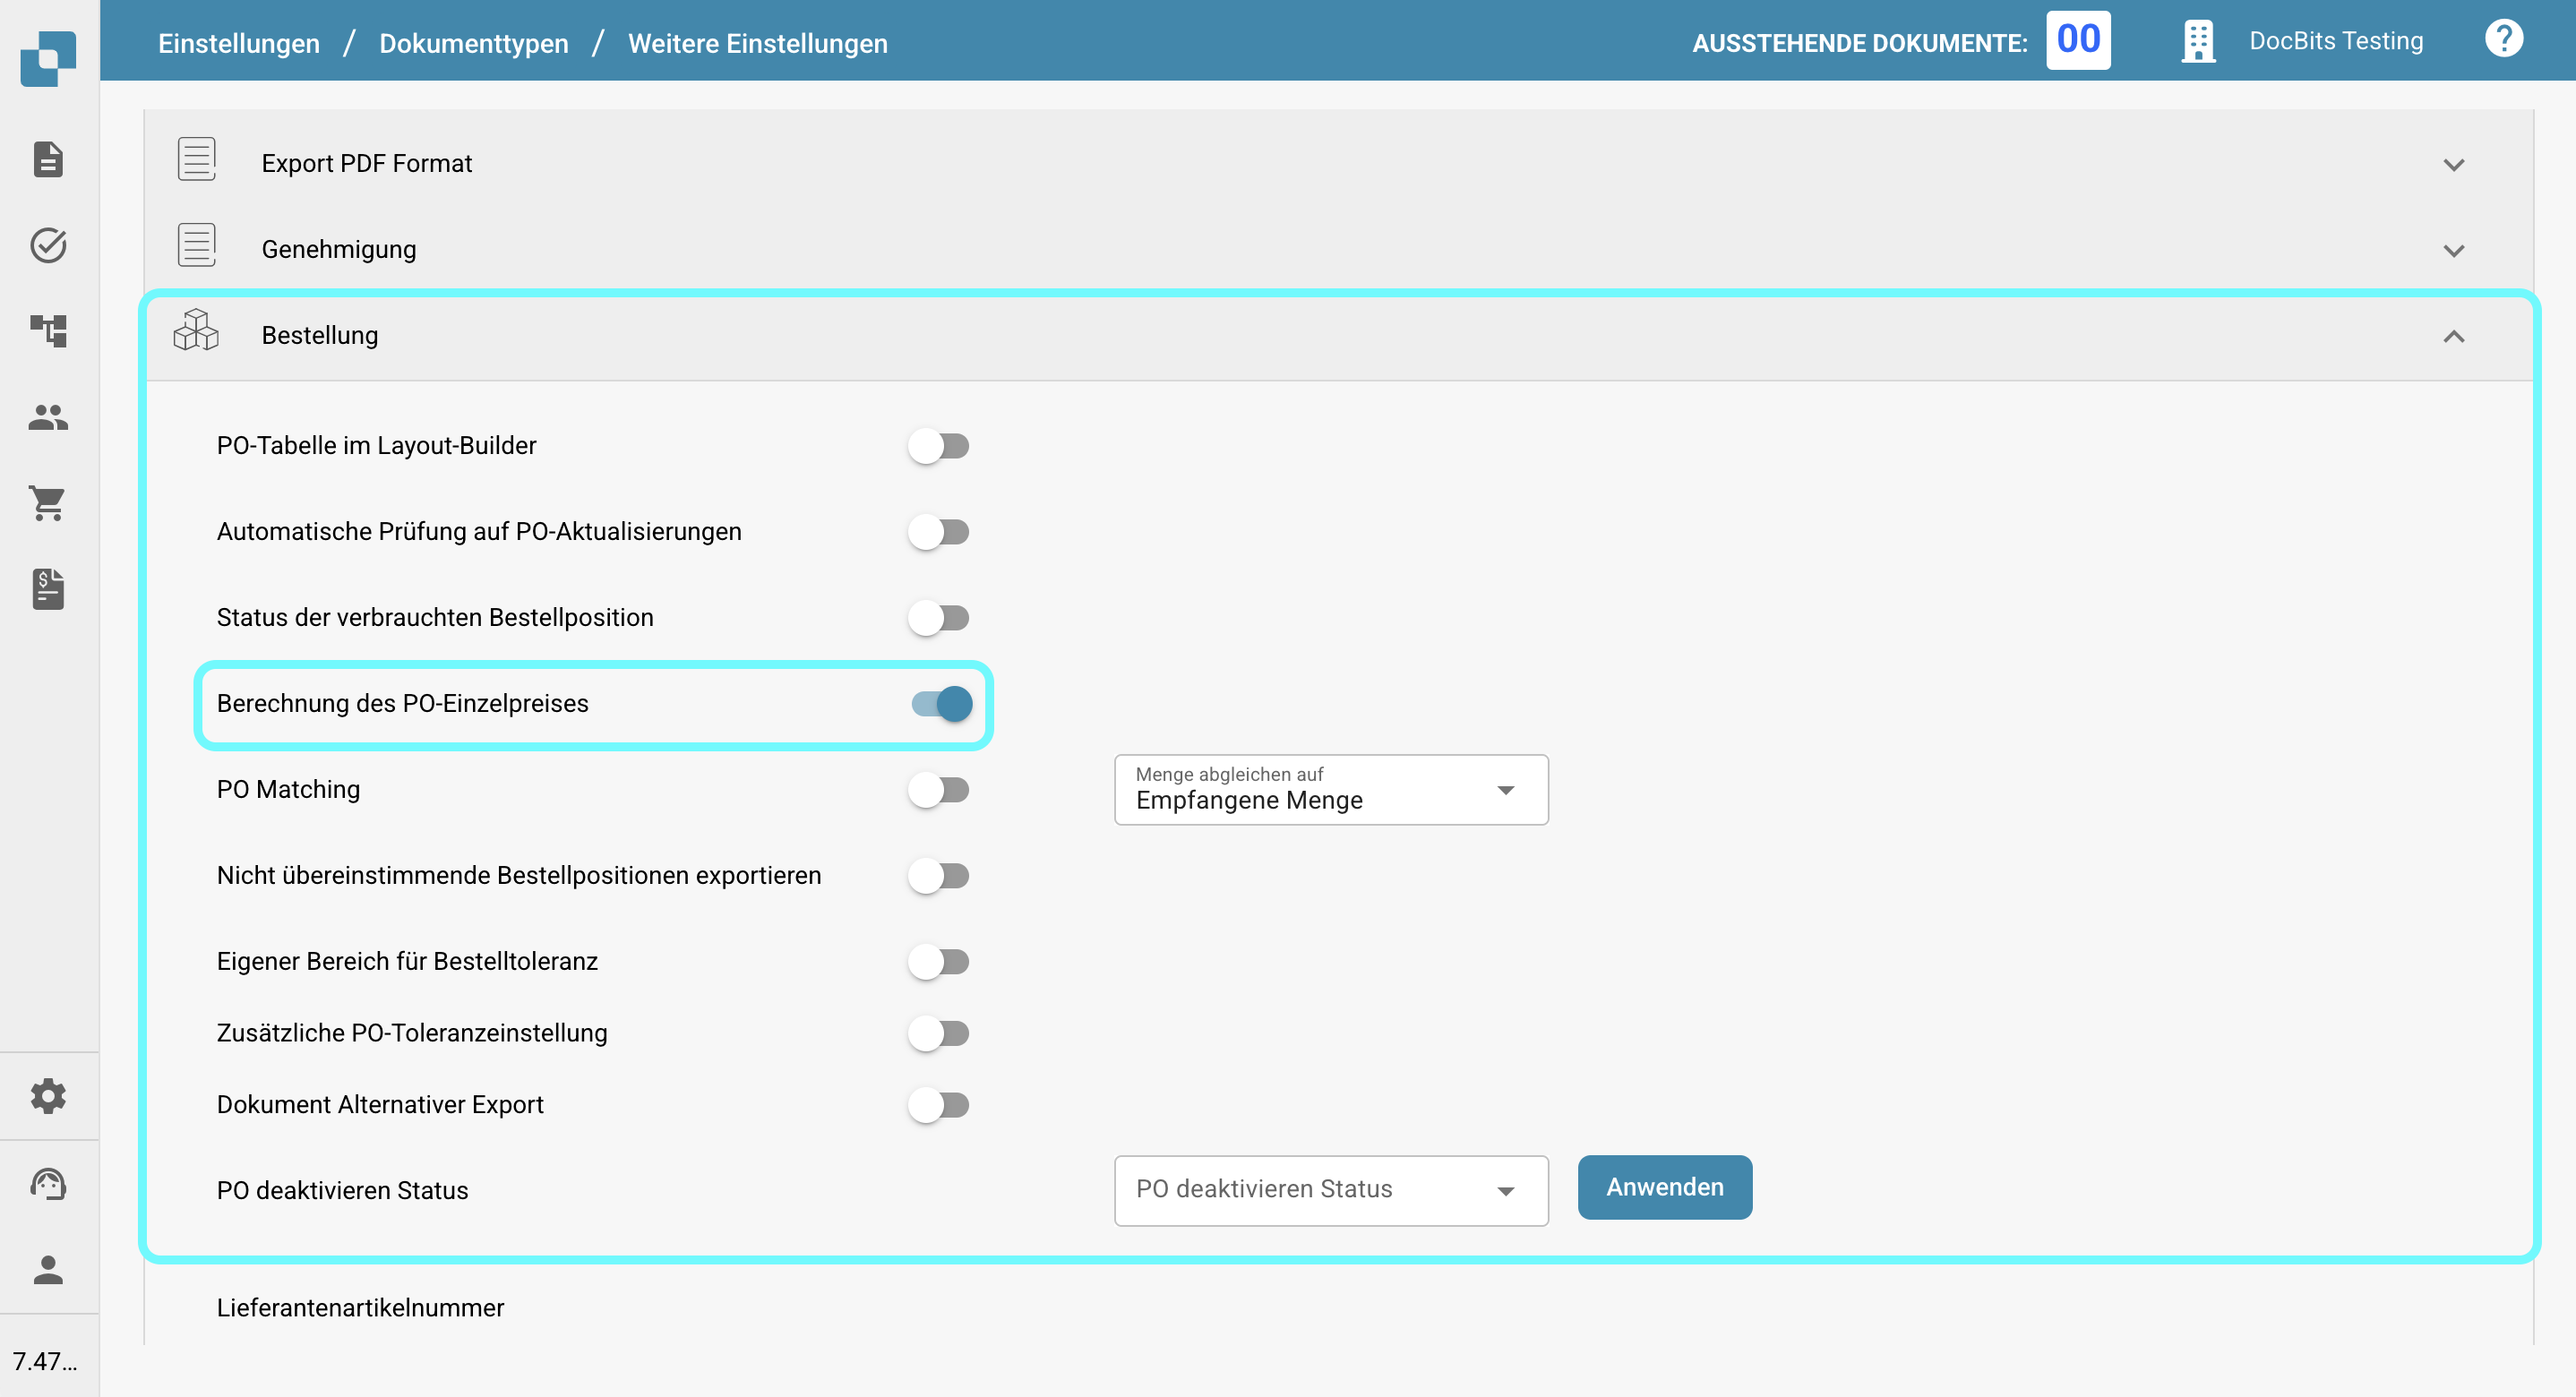 Einstellungen / Dokumenttypen / Weitere Einstellungen
AUSSTEHENDE DOKUMENTE: 00
DocBits Testing
?
Export PDF Format
Genehmigung
Bestellung
PO-Tabelle im Layout-Builder
Automatische Prüfung auf PO-Aktualisierungen
Status der verbrauchten Bestellposition
Berechnung des PO-Einzelpreises
PO Matching
Menge abgleichen auf
Empfangene Menge
Nicht übereinstimmende Bestellpositionen exportieren
Eigener Bereich für Bestelltoleranz
Zusätzliche PO-Toleranzeinstellung
Dokument Alternativer Export
PO deaktivieren Status
PO deaktivieren Status
Anwenden
Lieferantenartikelnummer
7.47...